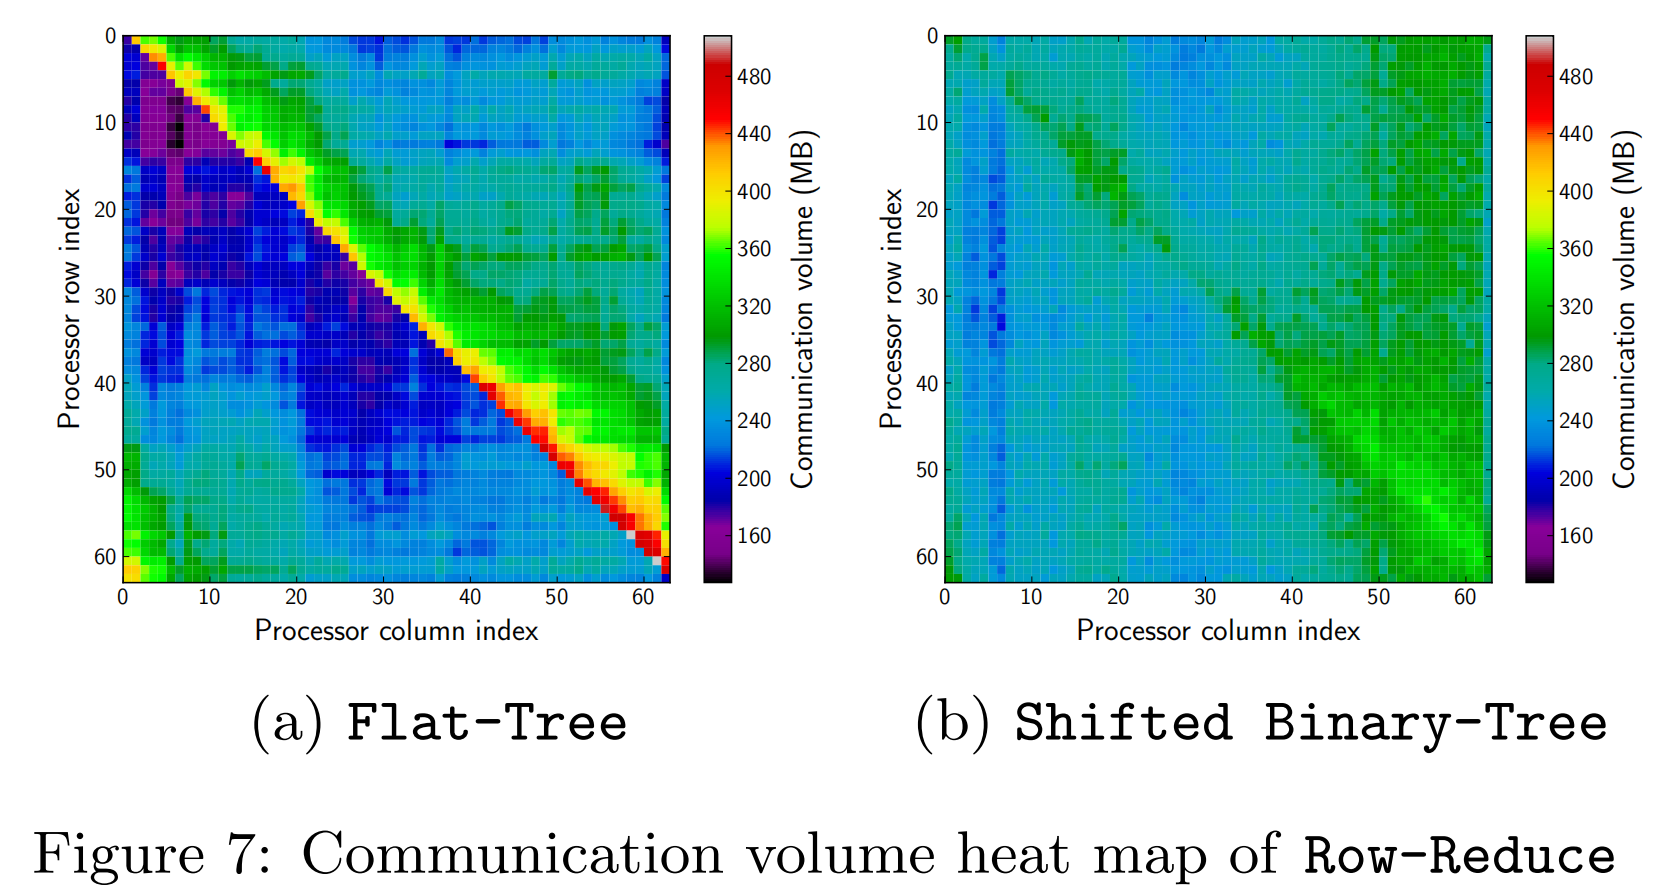 0
10
20
30
40
50
60
Processor row index
0 10 20 30 40 50 60
Processor column index
480
440
400
360
320
280
240
200
160
Communication volume (MB)
(a) Flat-Tree
0
10
20
30
40
50
60
Processor row index
0 10 20 30 40 50 60
Processor column index
480
440
400
360
320
280
240
200
160
Communication volume (MB)
(b) Shifted Binary-Tree
Figure 7: Communication volume heat map of Row-Reduce